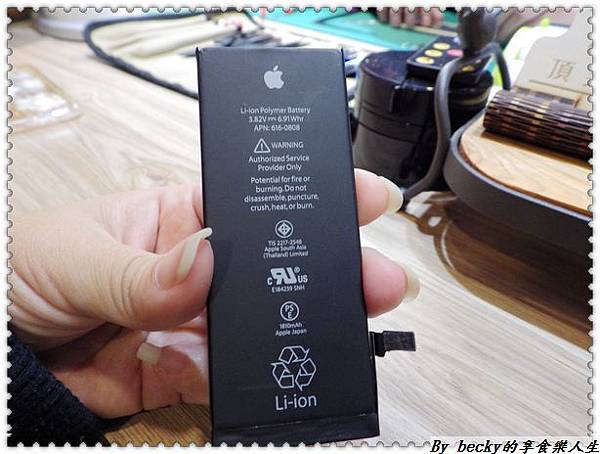 Li-ion Polymer Battery
3.82V ⎓ 6.91Whr
APN: 616-0808
WARNING
Authorized Service
Provider Only
Potential for fire or
burning. Do not
disassemble, puncture,
crush, heat, or burn.
TIS 2217-2548
Apple South Asia
(Thailand) Limited
c RU US
E184259 SNH
PS
E
1810mAh
Apple Japan
Li-ion
頂
By becky的享食樂人生